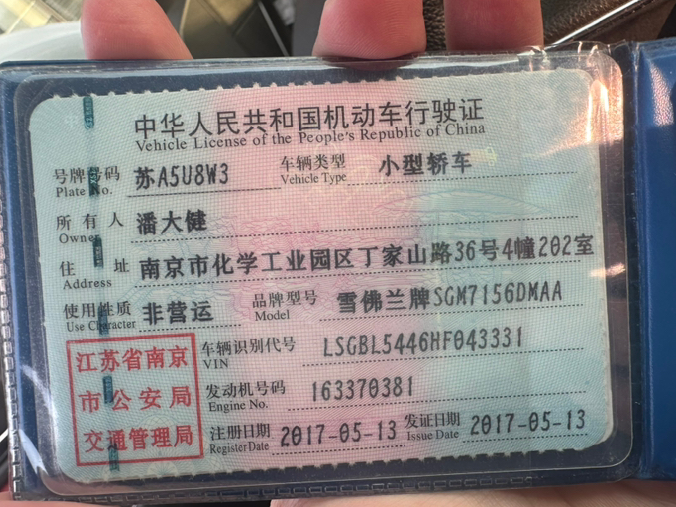 中华人民共和国机动车行驶证
Vehicle License of the People's Republic of China
号牌号码 苏A5U8W3 车辆类型 小型轿车
Plate No. Vehicle Type
所有人 潘大健
Owner
住址 南京市化学工业园区丁家山路36号4幢202室
Address
使用性质 非营运 品牌型号 雪佛兰牌SGM7156DMAA
Use Character Model
江苏省南京 车辆识别代号 LSGBL5446HF043331
VIN
市公安局 发动机号码 163370381
Engine No.
交通管理局 注册日期 2017-05-13 发证日期 2017-05-13
Register Date Issue Date